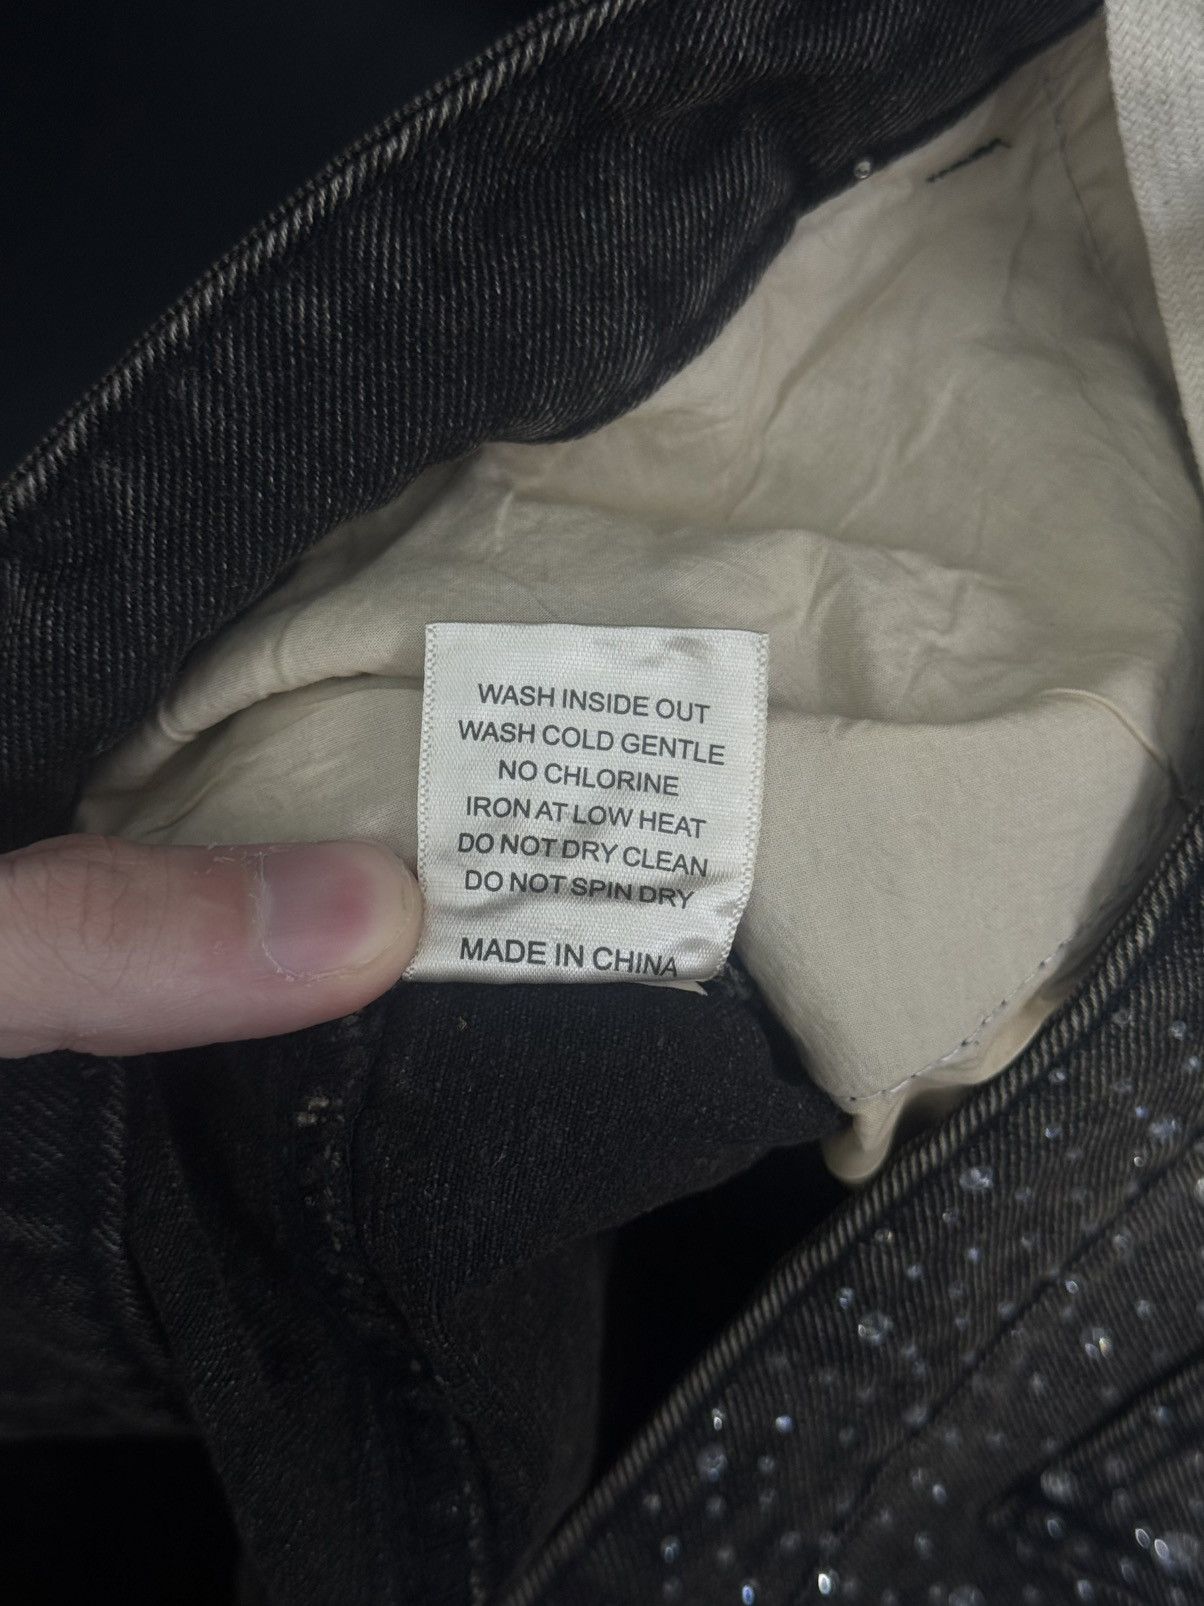 WASH INSIDE OUT
WASH COLD GENTLE
NO CHLORINE
IRON AT LOW HEAT
DO NOT DRY CLEAN
DO NOT SPIN DRY
MADE IN CHINA